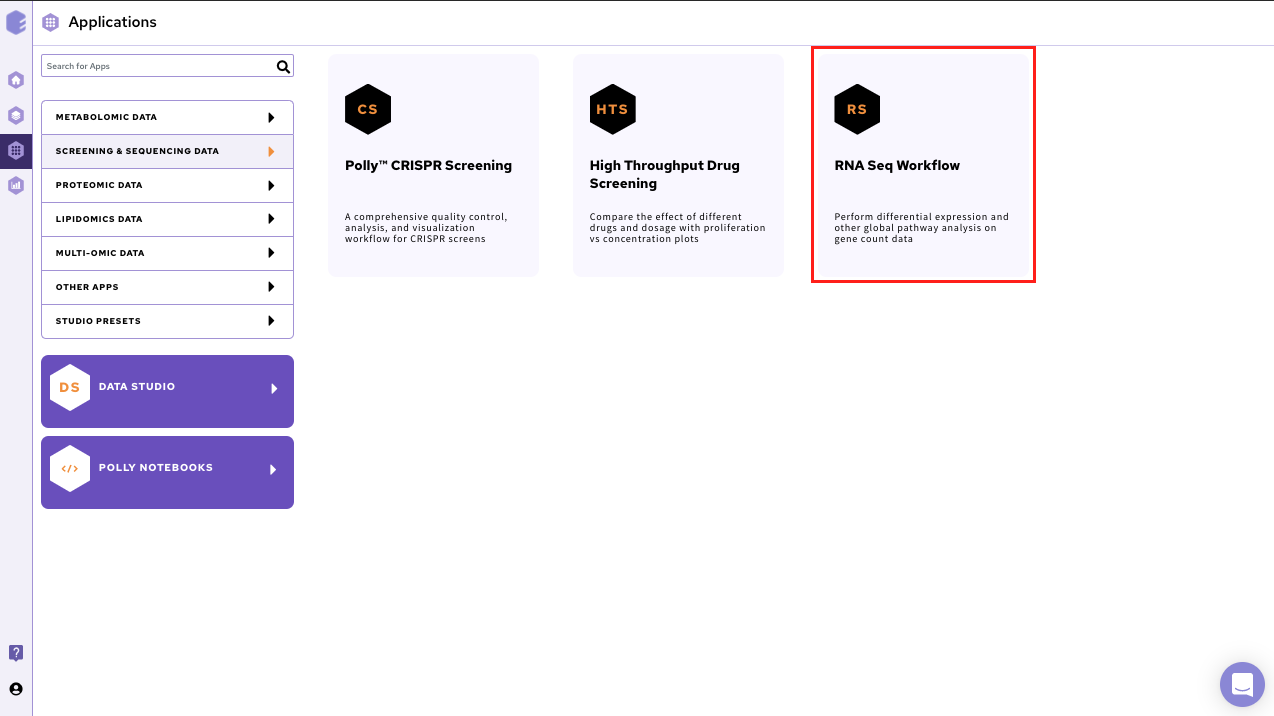 Applications
Search for Apps
METABOLOMIC DATA
SCREENING & SEQUENCING DATA
PROTEOMIC DATA
LIPIDOMICS DATA
MULTI-OMIC DATA
OTHER APPS
STUDIO PRESETS
DS
DATA STUDIO
</>
POLLY NOTEBOOKS
CS
Polly™ CRISPR Screening
A comprehensive quality control,
analysis, and visualization
workflow for CRISPR screens
HTS
High Throughput Drug
Screening
Compare the effect of different
drugs and dosage with proliferation
vs concentration plots
RS
RNA Seq Workflow
Perform differential expression and
other global pathway analysis on
gene count data
?